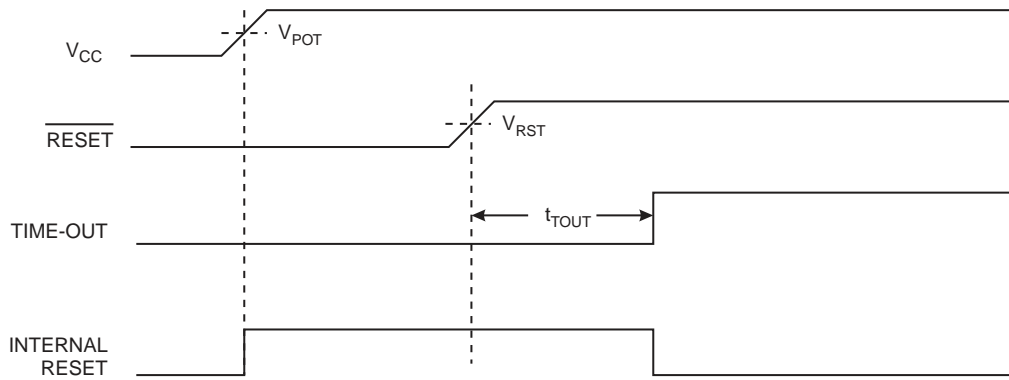 V_CC
V_POT
RESET
V_RST
TIME-OUT
t_TOUT
INTERNAL
RESET